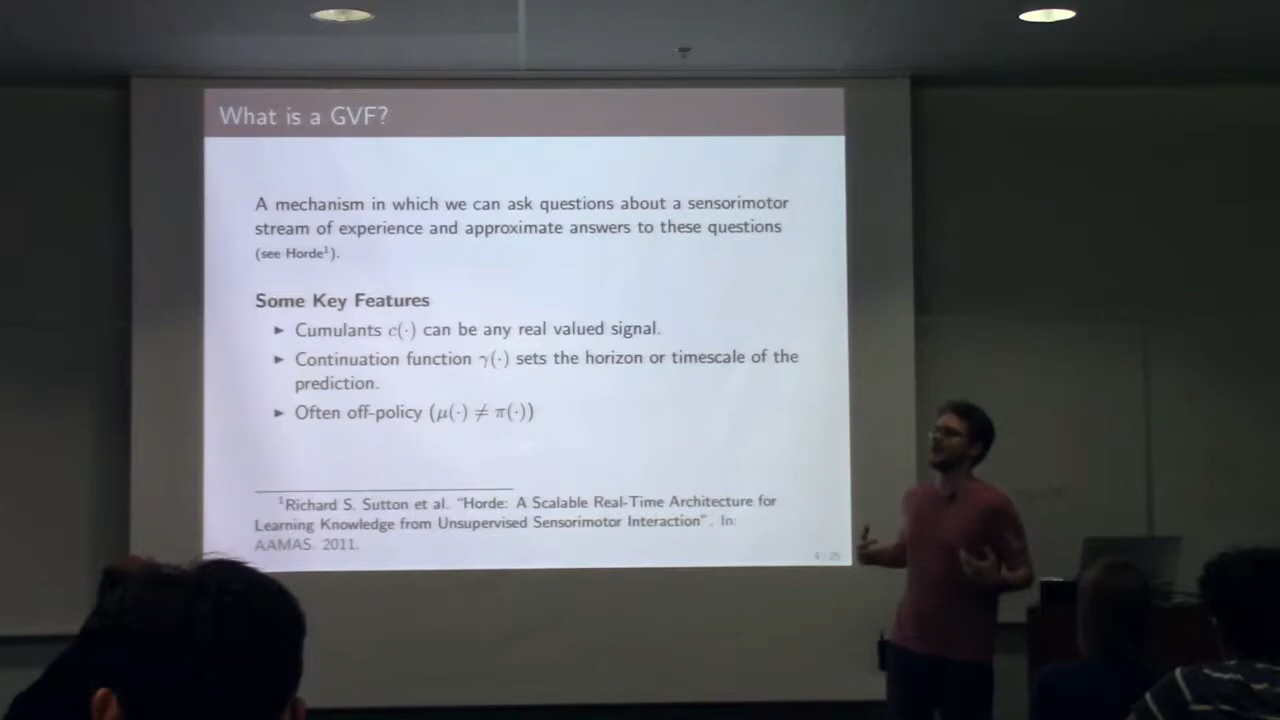 What is a GVF?
A mechanism in which we can ask questions about a sensorimotor
stream of experience and approximate answers to these questions
(see Horde¹).
Some Key Features
▶ Cumulants c(·) can be any real valued signal.
▶ Continuation function γ(·) sets the horizon or timescale of the
prediction.
▶ Often off-policy (μ(·) ≠ π(·))
¹Richard S. Sutton et al. "Horde: A Scalable Real-Time Architecture for
Learning Knowledge from Unsupervised Sensorimotor Interaction". In:
AAMAS. 2011.
4 / 25